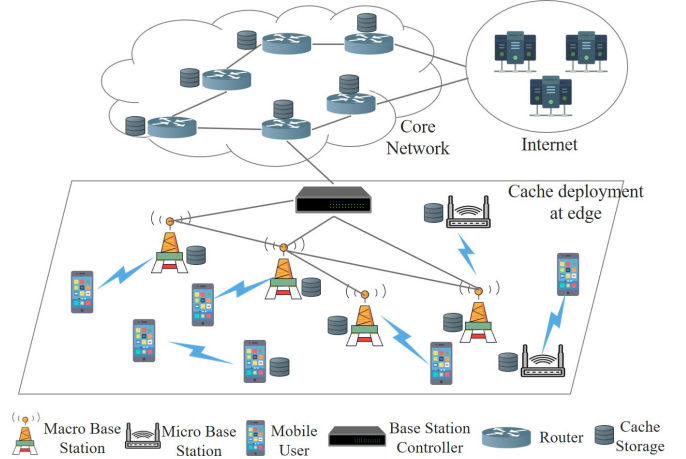 Core
Network
Internet
Cache deployment
at edge
Macro Base
Station
Micro Base
Station
Mobile
User
Base Station
Controller
Router
Cache
Storage